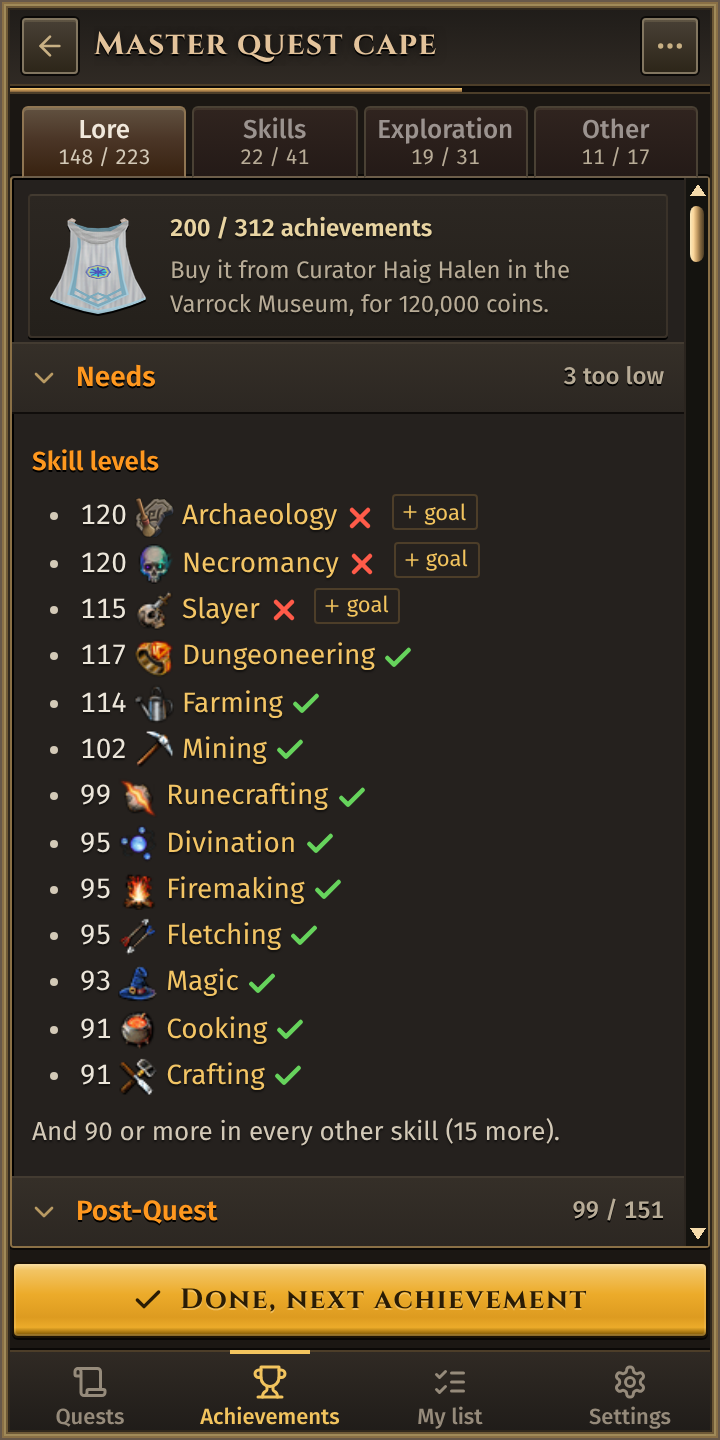 Master Quest Cape
Lore
148 / 223
Skills
22 / 41
Exploration
19 / 31
Other
11 / 17
200 / 312 achievements
Buy it from Curator Haig Halen in the
Varrock Museum, for 120,000 coins.
Needs
3 too low
Skill levels
120 Archaeology + goal
120 Necromancy + goal
115 Slayer + goal
117 Dungeoneering
114 Farming
102 Mining
99 Runecrafting
95 Divination
95 Firemaking
95 Fletching
93 Magic
91 Cooking
91 Crafting
And 90 or more in every other skill (15 more).
Post-Quest
99 / 151
Done, next achievement
Quests
Achievements
My list
Settings